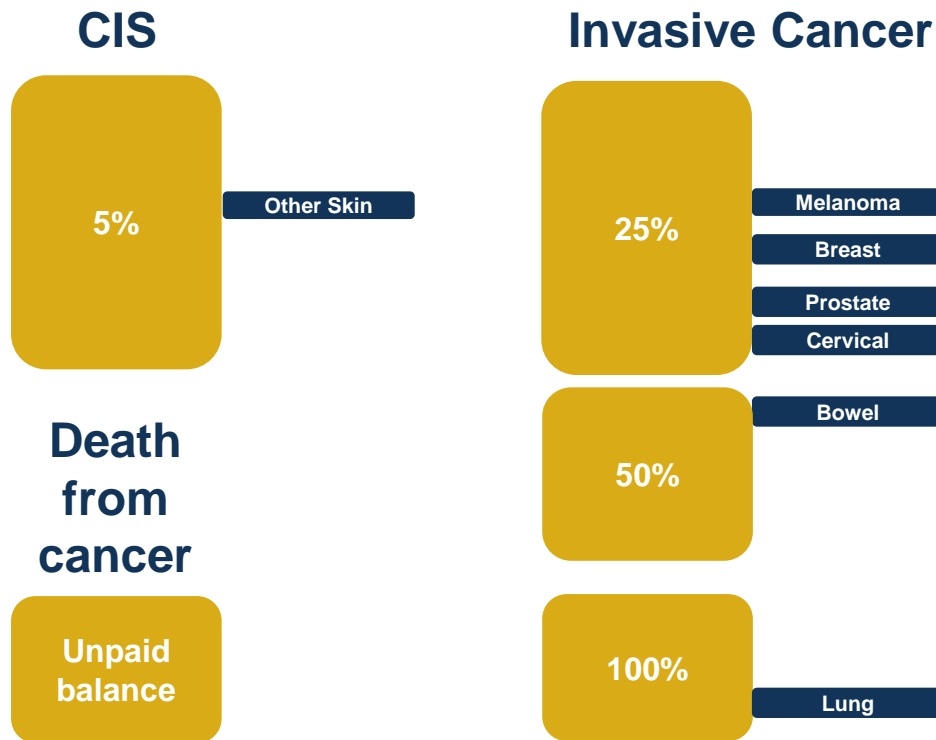 CIS
5%
Other Skin
Death
from
cancer
Unpaid
balance
Invasive Cancer
25%
Melanoma
Breast
Prostate
Cervical
50%
Bowel
100%
Lung